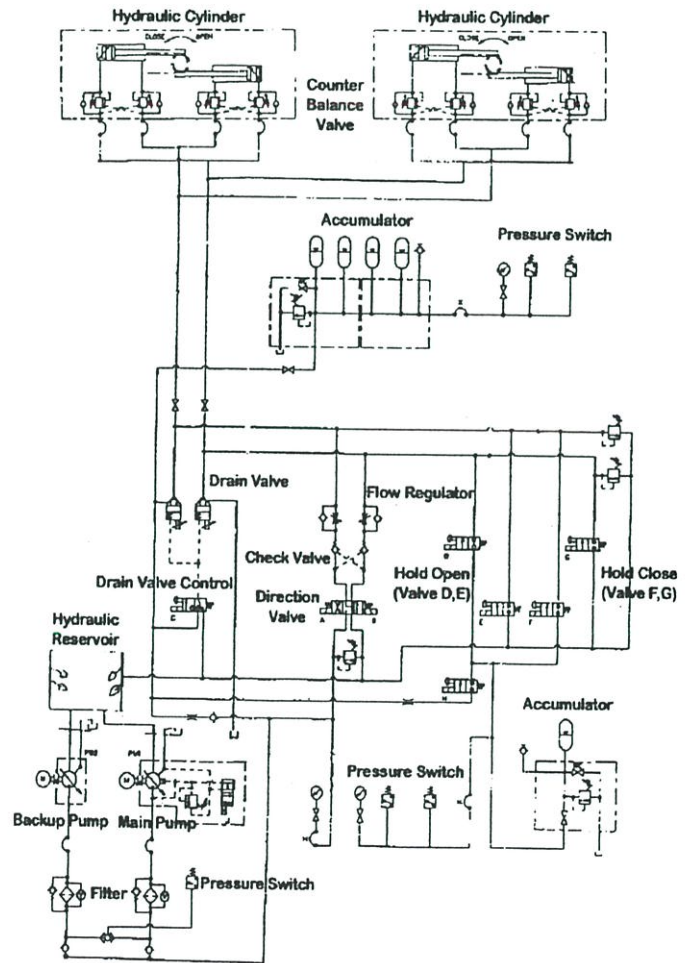 Hydraulic Cylinder
Hydraulic Cylinder
CLOSE OPEN
CLOSE OPEN
Counter
Balance
Valve
Accumulator
Pressure Switch
Drain Valve
Flow Regulator
Check Valve
Drain Valve Control
Direction
Valve
Hold Open
(Valve D,E)
Hold Close
(Valve F,G)
Hydraulic
Reservoir
Accumulator
Pressure Switch
Backup Pump
Main Pump
Pressure Switch
Filter